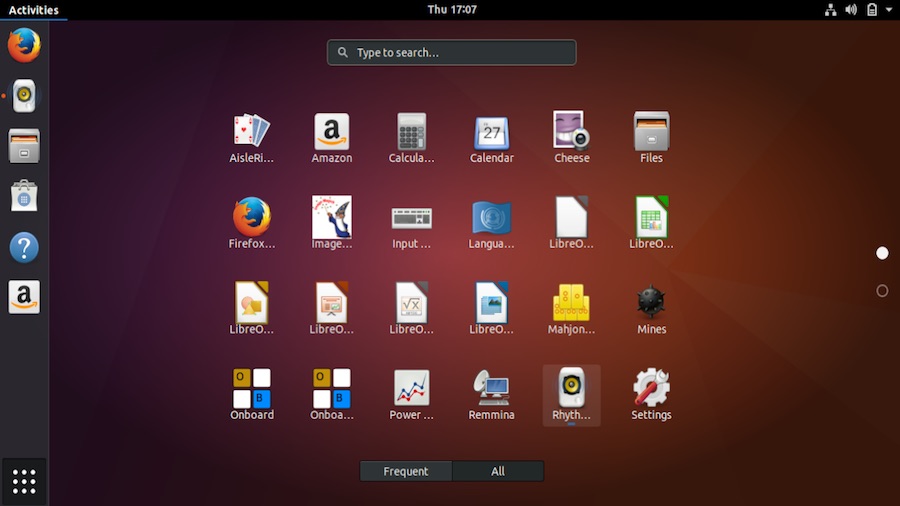 Activities
Thu 17:07
Type to search...
AisleRi...
Amazon
Calcula...
27
Calendar
Cheese
Files
Firefox...
Image...
Input ...
Langua...
LibreO...
LibreO...
LibreO...
LibreO...
LibreO...
LibreO...
Mahjon...
Mines
O
B
Onboard
O
B
Onboa...
Power ...
Remmina
Rhyth...
Settings
Frequent
All